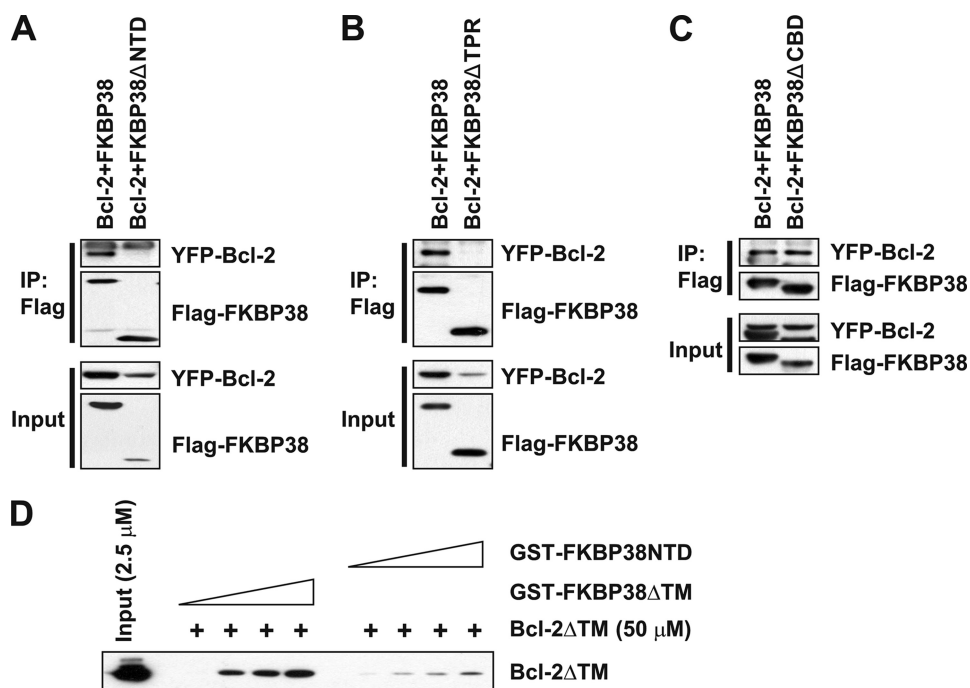 A
Bcl-2+FKBP38
Bcl-2+FKBP38ΔNTD
IP:
Flag
YFP-Bcl-2
Flag-FKBP38
Input
YFP-Bcl-2
Flag-FKBP38
B
Bcl-2+FKBP38
Bcl-2+FKBP38ΔTPR
IP:
Flag
YFP-Bcl-2
Flag-FKBP38
Input
YFP-Bcl-2
Flag-FKBP38
C
Bcl-2+FKBP38
Bcl-2+FKBP38ΔCBD
IP:
Flag
YFP-Bcl-2
Flag-FKBP38
Input
YFP-Bcl-2
Flag-FKBP38
D
Input (2.5 μM)
GST-FKBP38NTD
GST-FKBP38ΔTM
+ + + + + + + + Bcl-2ΔTM (50 μM)
Bcl-2ΔTM